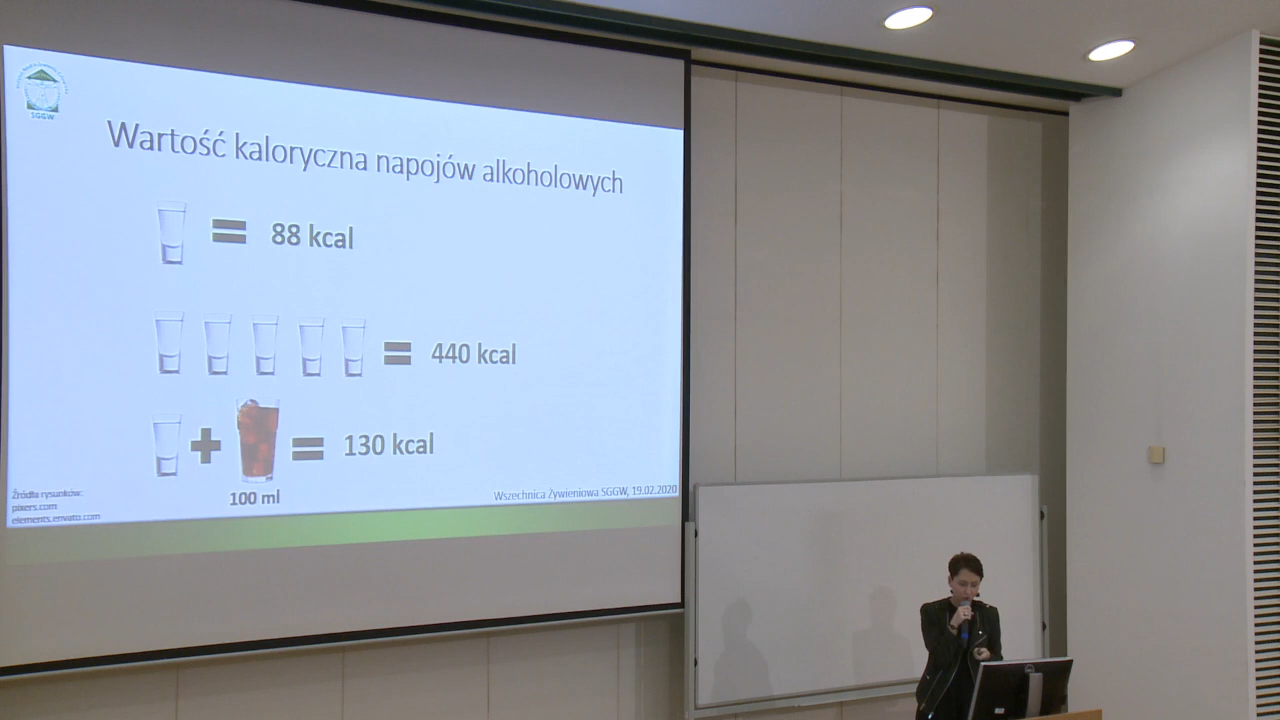 SGGW
Wartość kaloryczna napojów alkoholowych
88 kcal
440 kcal
130 kcal
100 ml
Źródła rysunków:
pixers.com
elements.envato.com
Wszechnica Żywieniowa SGGW, 19.02.2020